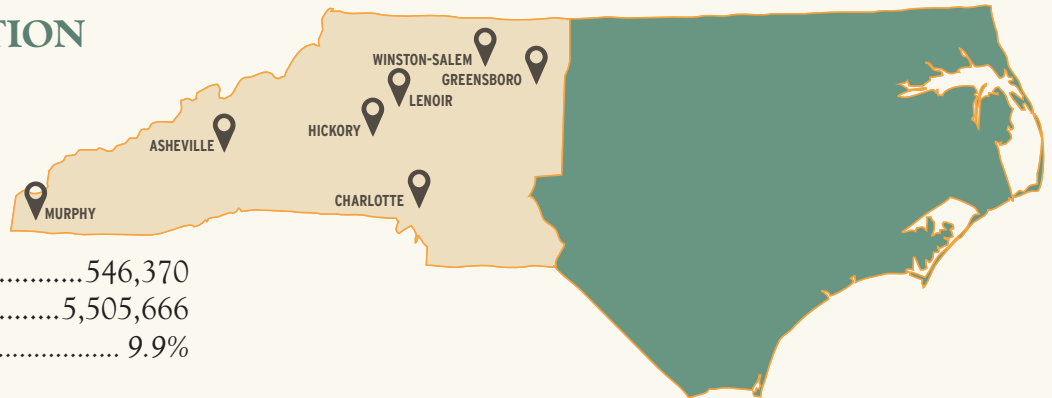 TION
WINSTON-SALEM
GREENSBORO
LENOIR
HICKORY
ASHEVILLE
CHARLOTTE
MURPHY
...........546,370
.........5,505,666
................. 9.9%